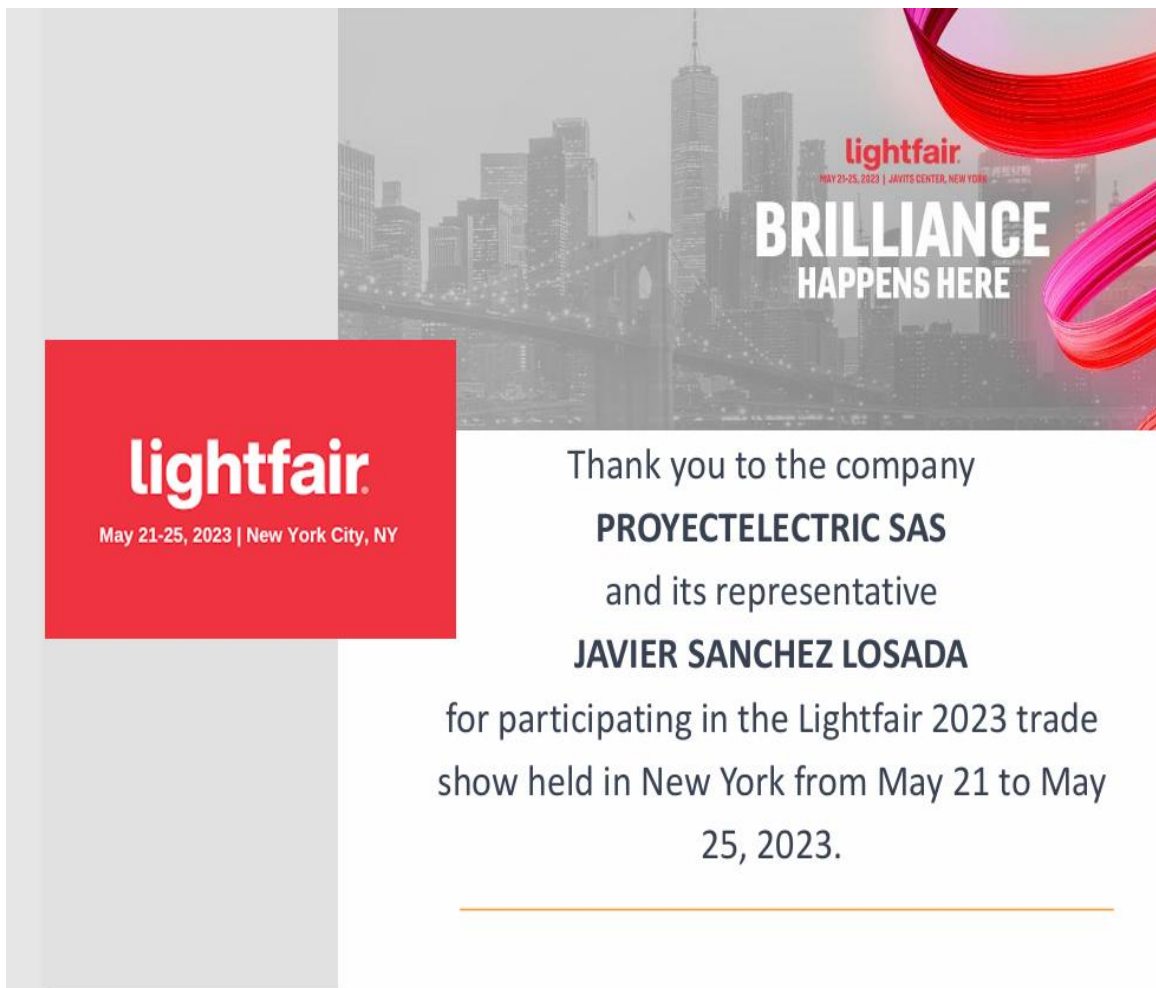 lightfair
MAY 21-25, 2023 | JAVITS CENTER, NEW YORK
BRILLIANCE
HAPPENS HERE
lightfair.
May 21-25, 2023 | New York City, NY
Thank you to the company
PROYECTELECTRIC SAS
and its representative
JAVIER SANCHEZ LOSADA
for participating in the Lightfair 2023 trade
show held in New York from May 21 to May
25, 2023.